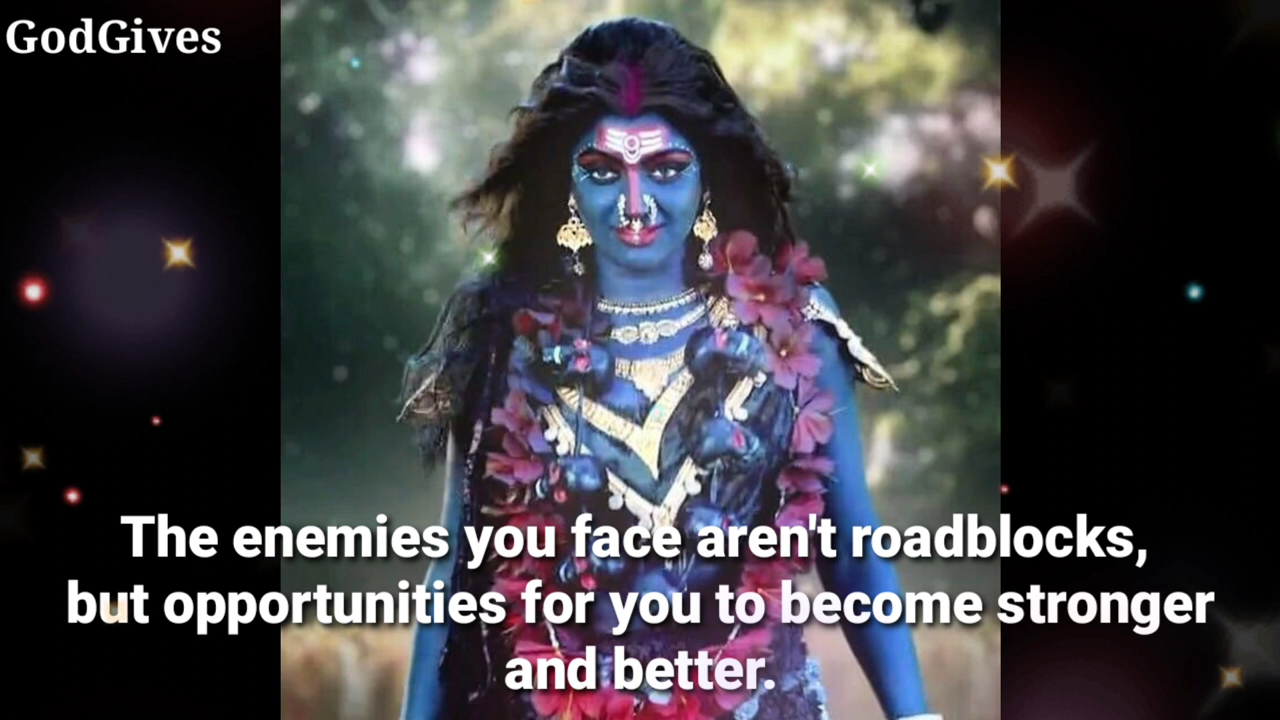 GodGives
The enemies you face aren't roadblocks,
but opportunities for you to become stronger
and better.